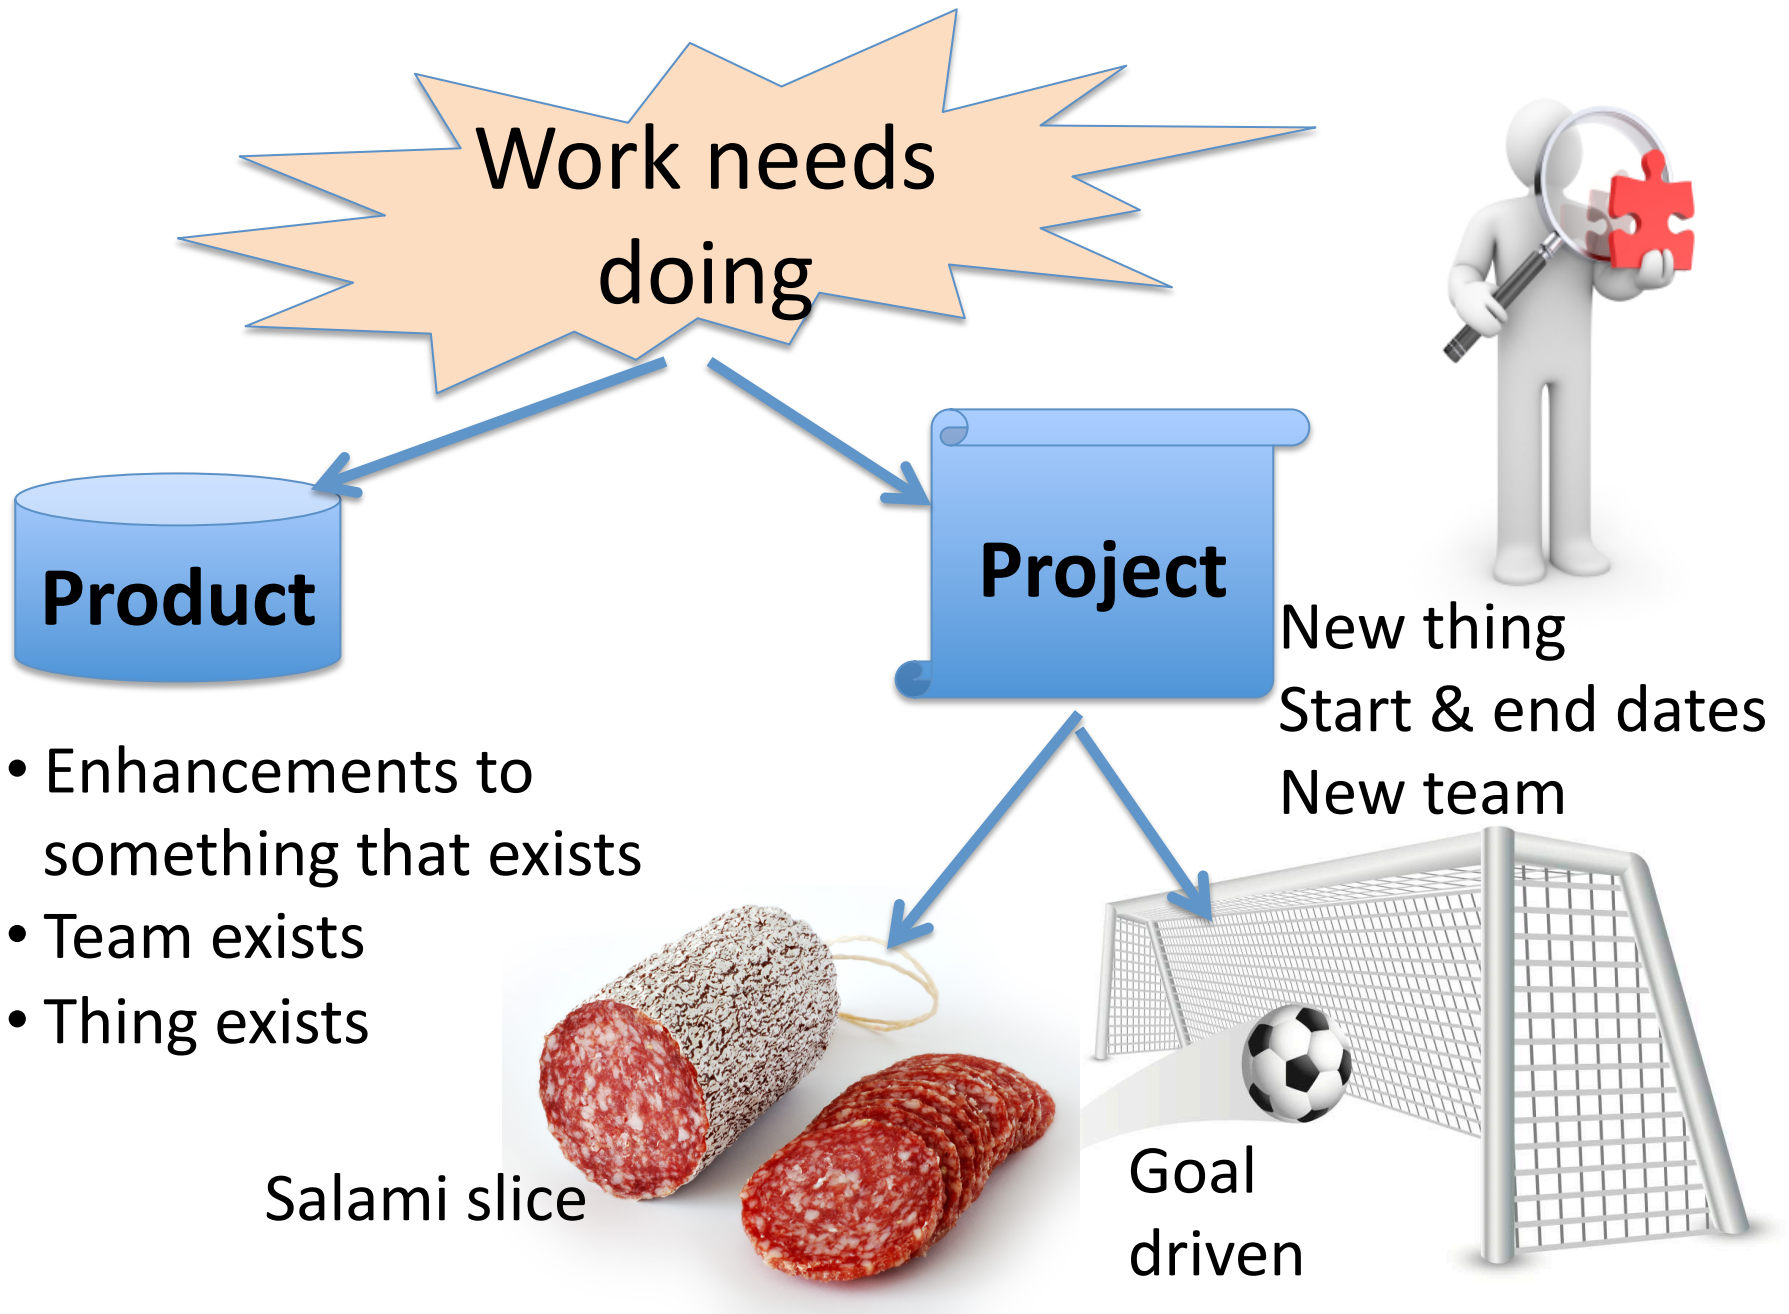 Work needs
doing
Product
Project
New thing
Start & end dates
New team
• Enhancements to
something that exists
• Team exists
• Thing exists
Salami slice
Goal
driven